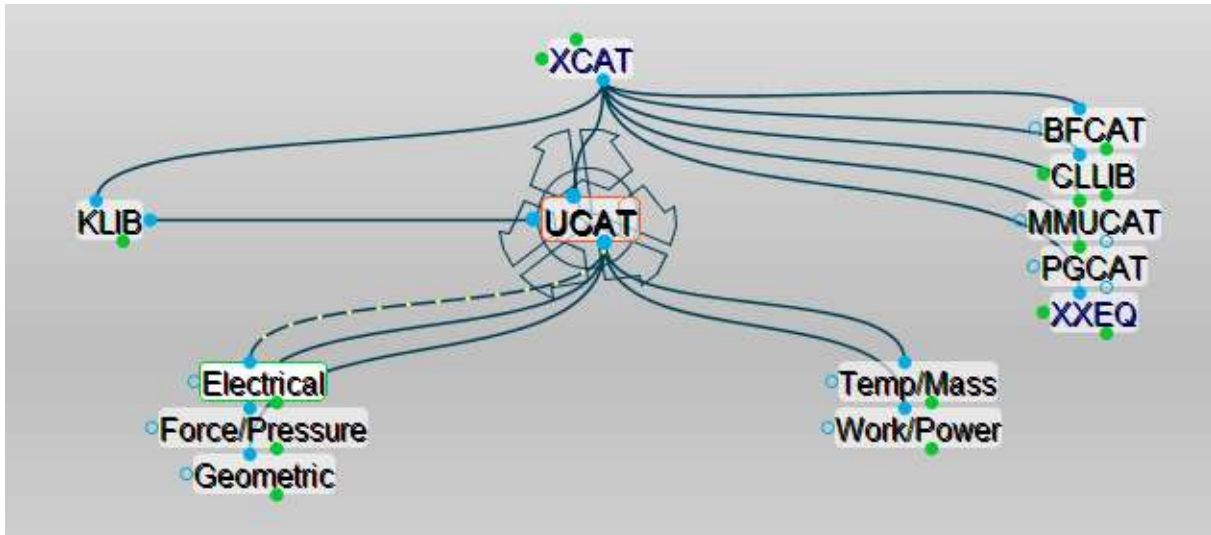 XCAT
BFCAT
CLLIB
KLIB
UCAT
MMUCAT
PGCAT
XXEQ
Electrical
Temp/Mass
Force/Pressure
Work/Power
Geometric